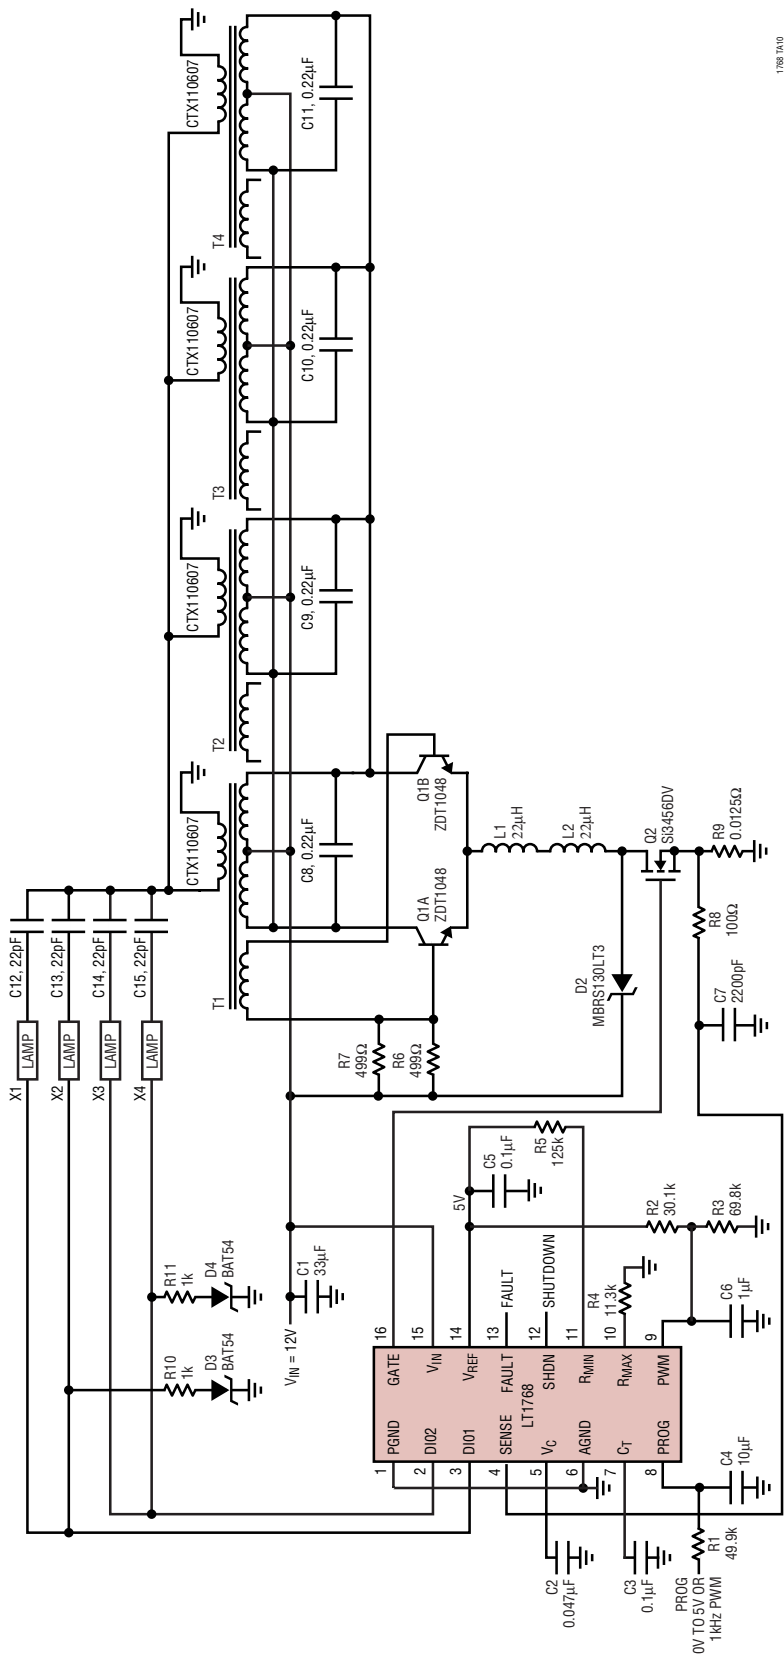 X1
LAMP
C12, 22pF
X2
LAMP
C13, 22pF
X3
LAMP
C14, 22pF
X4
LAMP
C15, 22pF
R10
1k
D3
BAT54
R11
1k
D4
BAT54
VIN = 12V
C1
33µF
CTX110607
T1
C8, 0.22µF
CTX110607
T2
C9, 0.22µF
CTX110607
T3
C10, 0.22µF
CTX110607
T4
C11, 0.22µF
R7
499Ω
R6
499Ω
Q1A
ZDT1048
Q1B
ZDT1048
L1
22µH
L2
22µH
D2
MBRS130LT3
Q2
SI3456DV
R9
0.0125Ω
R8
100Ω
C7
2200pF
5V
C5
0.1µF
R5
125k
R2
30.1k
R3
69.8k
R4
11.3k
C6
1µF
FAULT
SHUTDOWN
LT1768
1 PGND
2 DIO2
3 DIO1
4 SENSE
5 VC
6 AGND
7 CT
8 PROG
16 GATE
15 VIN
14 VREF
13 FAULT
12 SHDN
11 RMIN
10 RMAX
9 PWM
C2
0.047µF
C3
0.1µF
C4
10µF
R1
49.9k
PROG
0V TO 5V OR
1kHz PWM
1768 TA10